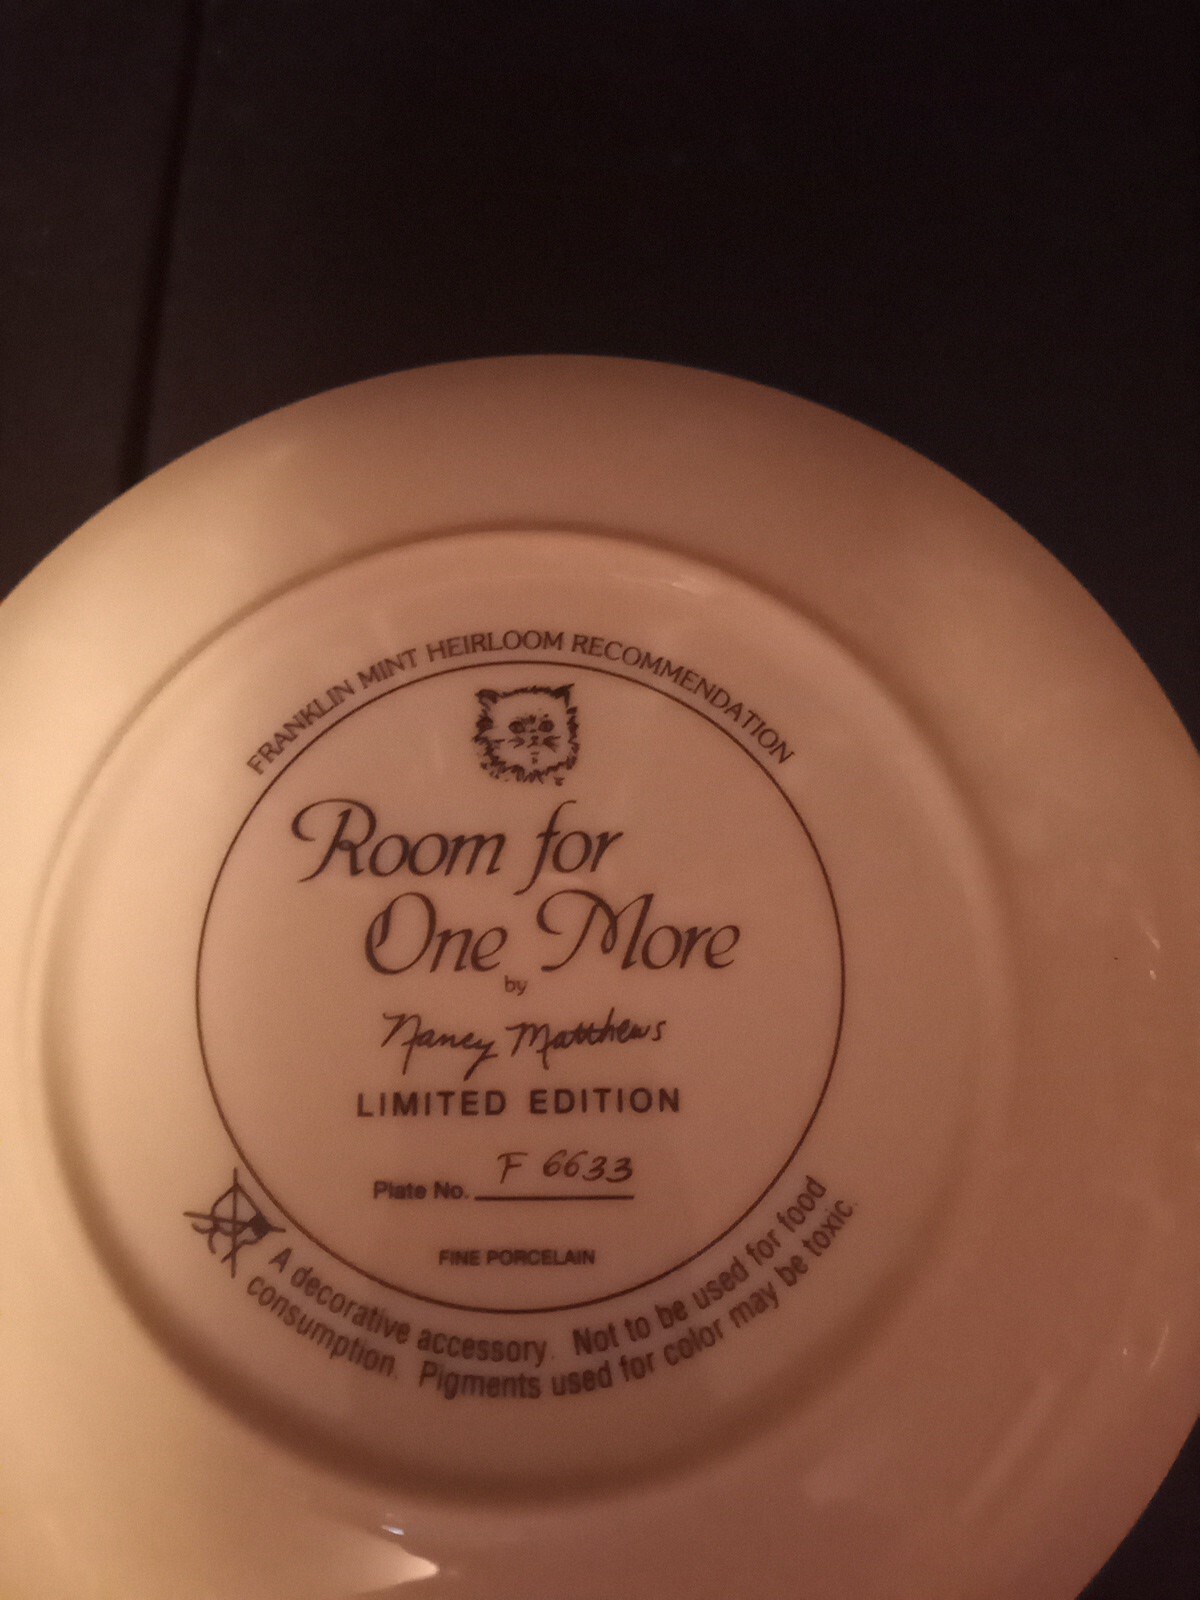 FRANKLIN MINT HEIRLOOM RECOMMENDATION
Room for
One More
by
Nancy Matthews
LIMITED EDITION
Plate No. F 6633
FINE PORCELAIN
A decorative accessory. Not to be used for food
consumption. Pigments used for color may be toxic.